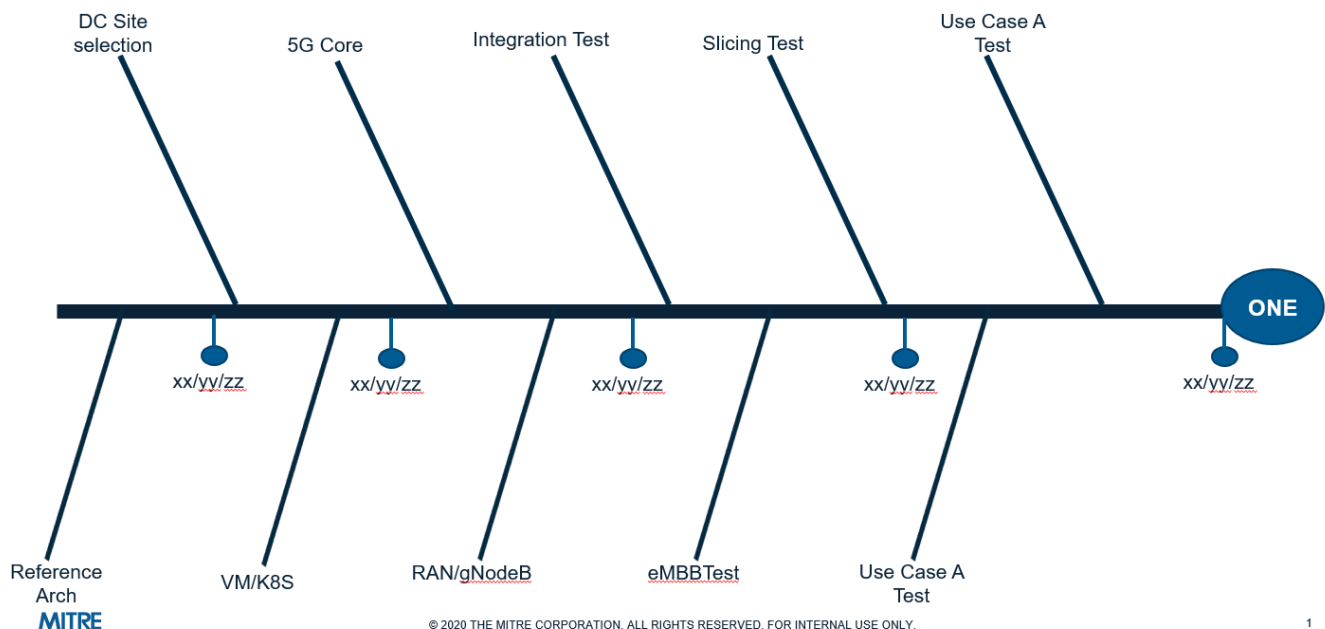 DC Site
selection
5G Core
Integration Test
Slicing Test
Use Case A
Test
ONE
xx/yy/zz
xx/yy/zz
xx/yy/zz
xx/yy/zz
xx/yy/zz
Reference
Arch
VM/K8S
RAN/gNodeB
eMBBTest
Use Case A
Test
MITRE
© 2020 THE MITRE CORPORATION. ALL RIGHTS RESERVED. FOR INTERNAL USE ONLY.
1